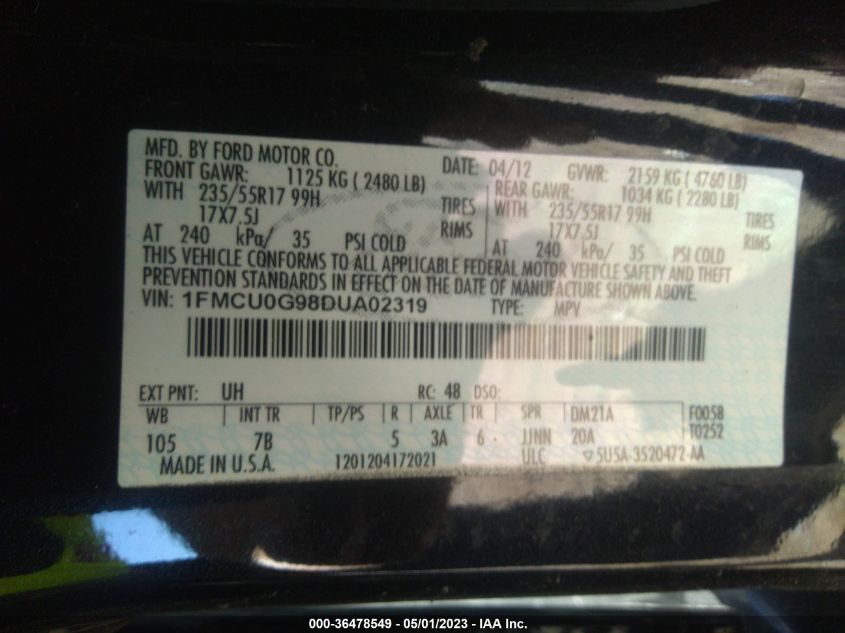 MFD. BY FORD MOTOR CO. DATE: 04/12 GVWR: 2159 KG ( 4760 LB)
FRONT GAWR: 1125 KG ( 2480 LB) REAR GAWR: 1034 KG ( 2280 LB)
WITH 235/55R17 99H TIRES WITH 235/55R17 99H TIRES
17X7.5J RIMS 17X7.5J RIMS
AT 240 kPa/ 35 PSI COLD AT 240 kPa/ 35 PSI COLD
THIS VEHICLE CONFORMS TO ALL APPLICABLE FEDERAL MOTOR VEHICLE SAFETY AND THEFT
PREVENTION STANDARDS IN EFFECT ON THE DATE OF MANUFACTURE SHOWN ABOVE.
VIN: 1FMCU0G98DUA02319 TYPE: MPV
EXT PNT: UH RC: 48 DSO:
WB INT TR TP/PS R AXLE TR SPR DM21A F0058
105 7B 5 3A 6 JJNN 20A T0252
MADE IN U.S.A. 1201204172021 ULC 5U5A-3520472-AA
000-36478549 - 05/01/2023 - IAA Inc.